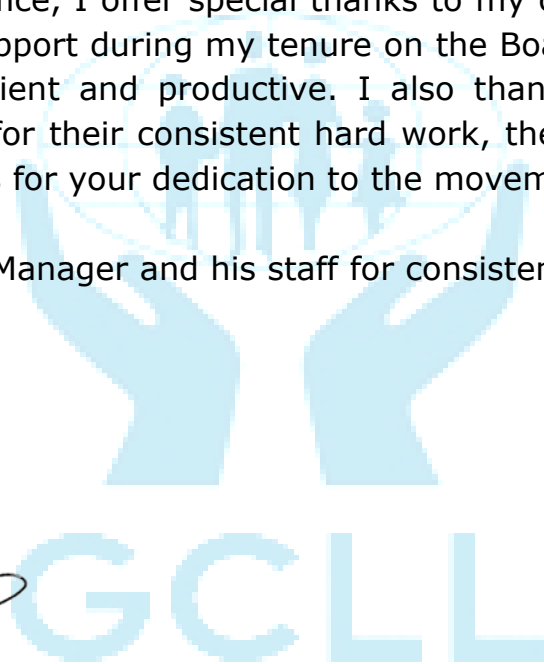 nce, I offer special thanks to my c
pport during my tenure on the Boa
ient and productive. I also than
for their consistent hard work, the
s for your dedication to the movem
Manager and his staff for consisten
GCLL